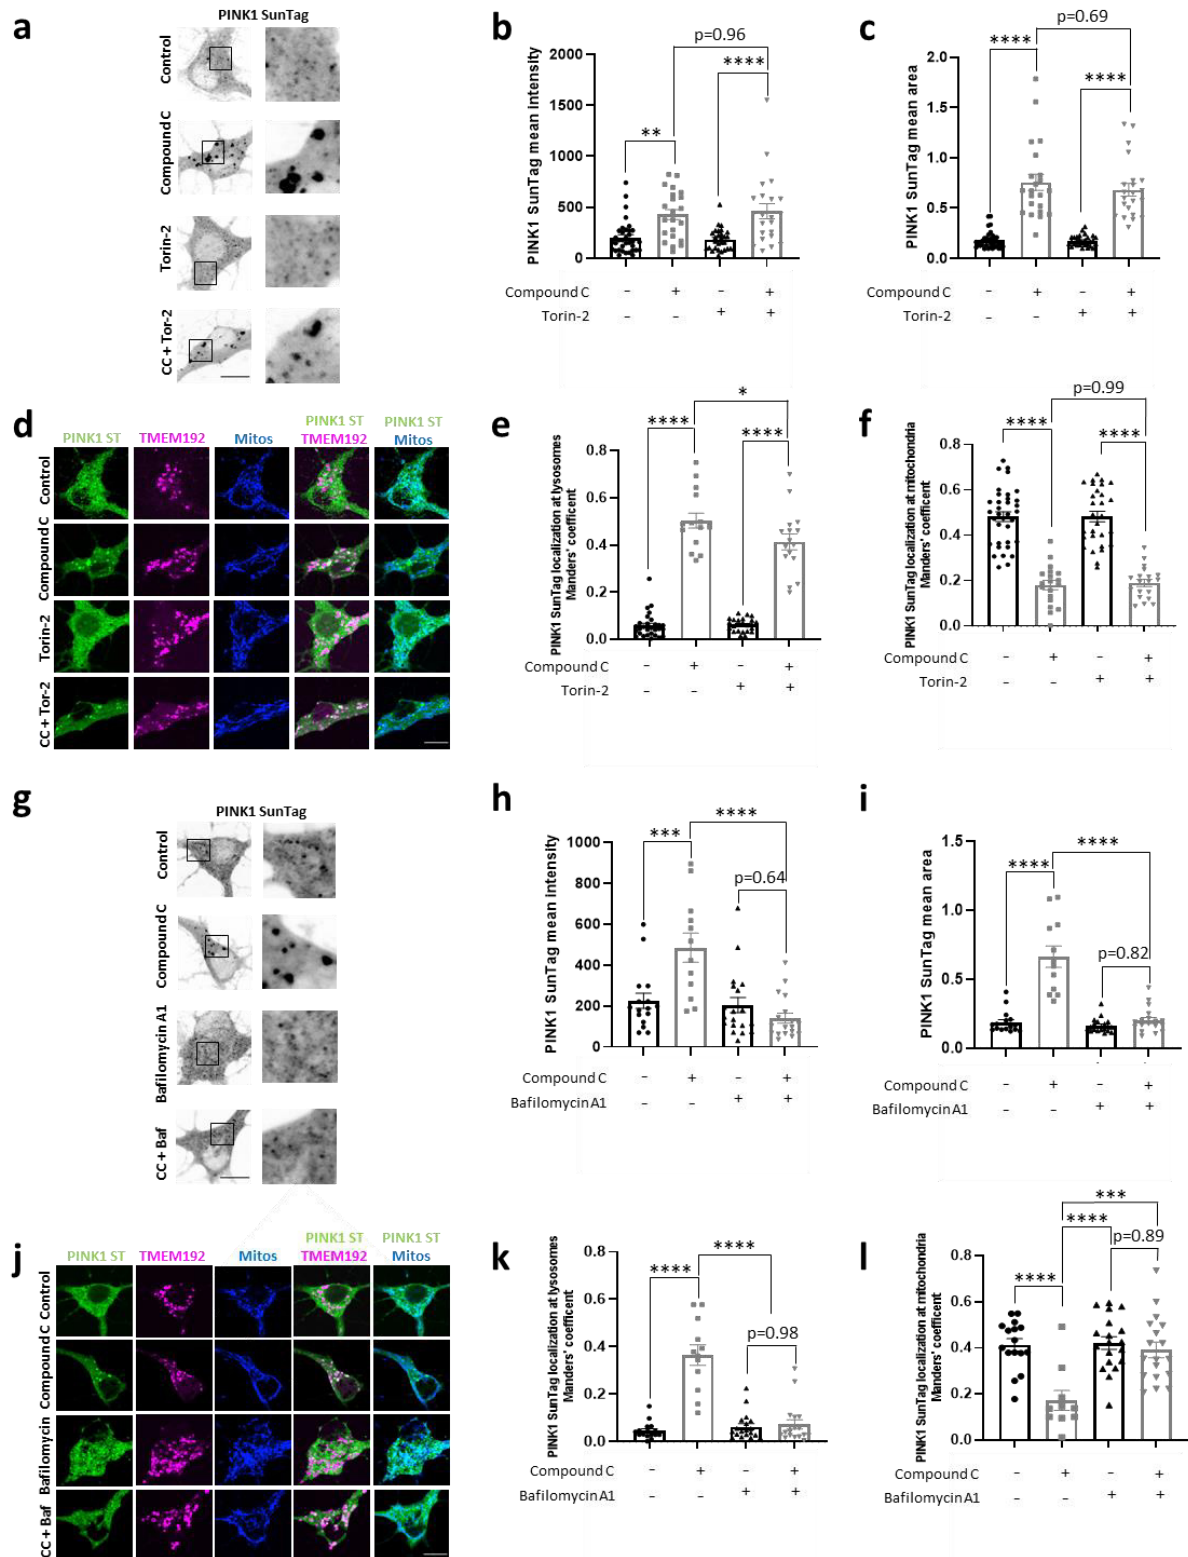 a
PINK1 SunTag
Control
Compound C
Torin-2
CC + Tor-2
b
PINK1 SunTag mean intensity
2000
1500
1000
500
0
**
****
p=0.96
Compound C – + – +
Torin-2 – – + +
c
PINK1 SunTag mean area
2.0
1.5
1.0
0.5
0.0
****
p=0.69
****
Compound C – + – +
Torin-2 – – + +
d
PINK1 ST TMEM192 Mitos PINK1 ST TMEM192 PINK1 ST Mitos
Control
Compound C
Torin-2
CC + Tor-2
e
PINK1 SunTag localization at lysosomes
Manders' coefficent
0.8
0.6
0.4
0.2
0.0
****
*
****
Compound C – + – +
Torin-2 – – + +
f
PINK1 SunTag localization at mitochondria
Manders' coefficent
0.8
0.6
0.4
0.2
0.0
****
p=0.99
****
Compound C – + – +
Torin-2 – – + +
g
PINK1 SunTag
Control
Compound C
Bafilomycin A1
CC + Baf
h
PINK1 SunTag mean intensity
1000
800
600
400
200
0
***
****
p=0.64
Compound C – + – +
Bafilomycin A1 – – + +
i
PINK1 SunTag mean area
1.5
1.0
0.5
0.0
****
****
p=0.82
Compound C – + – +
Bafilomycin A1 – – + +
j
PINK1 ST TMEM192 Mitos PINK1 ST TMEM192 PINK1 ST Mitos
Control
Compound C
Bafilomycin
CC + Baf
k
PINK1 SunTag localization at lysosomes
Manders' coefficent
0.8
0.6
0.4
0.2
0.0
****
****
p=0.98
Compound C – + – +
Bafilomycin A1 – – + +
l
PINK1 SunTag localization at mitochondria
Manders' coefficent
0.8
0.6
0.4
0.2
0.0
****
****
***
p=0.89
Compound C – + – +
Bafilomycin A1 – – + +